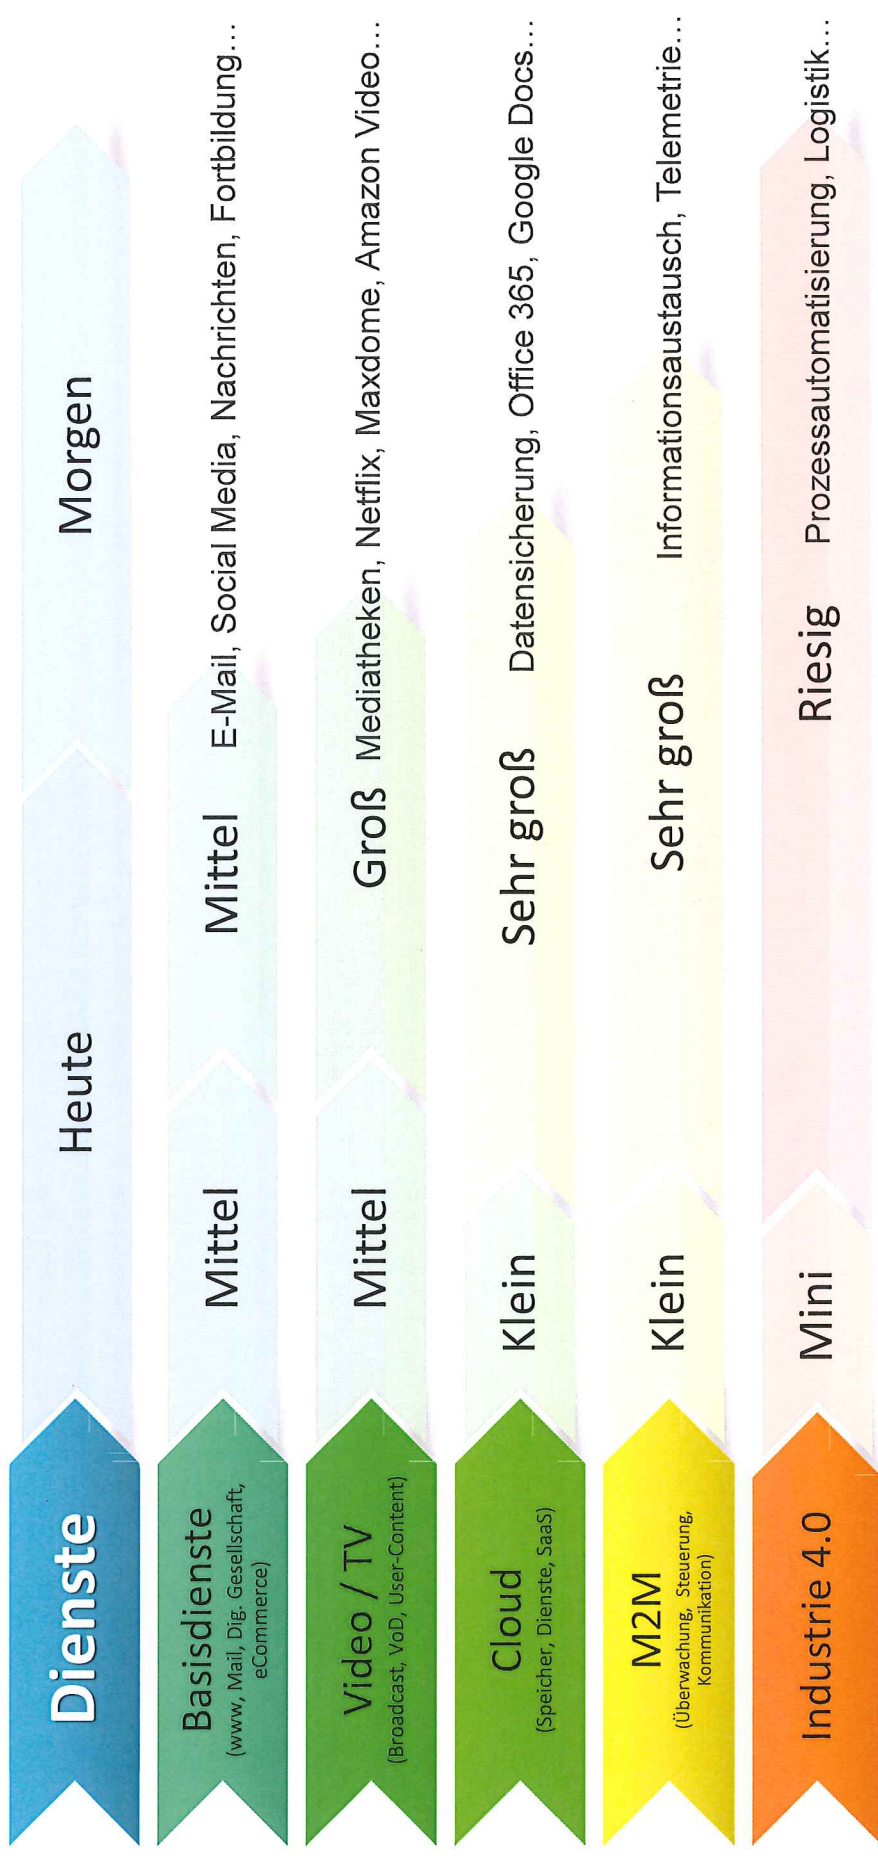 Dienste
Heute
Morgen
Basisdienste
(www, Mail, Dig. Gesellschaft,
eCommerce)
Mittel
Mittel
E-Mail, Social Media, Nachrichten, Fortbildung...
Video / TV
(Broadcast, VoD, User-Content)
Mittel
Groß
Mediatheken, Netflix, Maxdome, Amazon Video...
Cloud
(Speicher, Dienste, SaaS)
Klein
Sehr groß
Datensicherung, Office 365, Google Docs...
M2M
(Überwachung, Steuerung,
Kommunikation)
Klein
Sehr groß
Informationsaustausch, Telemetrie...
Industrie 4.0
Mini
Riesig
Prozessautomatisierung, Logistik...